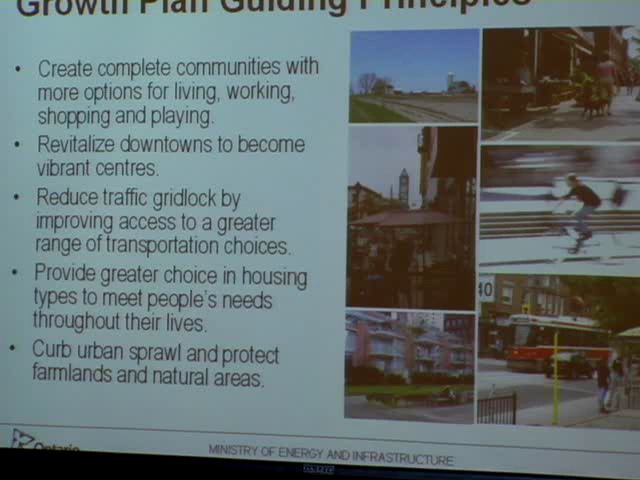 Growth Plan Guiding Principles
• Create complete communities with
more options for living, working,
shopping and playing.
• Revitalize downtowns to become
vibrant centres.
• Reduce traffic gridlock by
improving access to a greater
range of transportation choices.
• Provide greater choice in housing
types to meet people's needs
throughout their lives.
• Curb urban sprawl and protect
farmlands and natural areas.
40
Ontario
MINISTRY OF ENERGY AND INFRASTRUCTURE